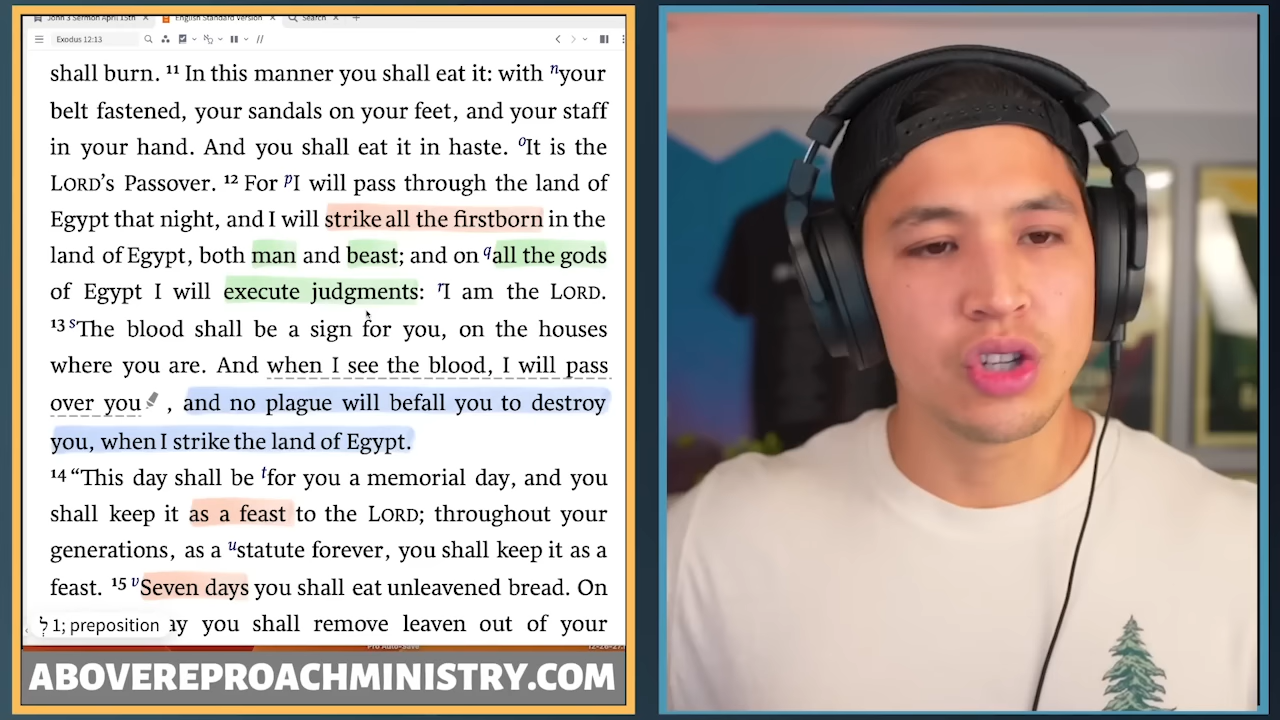 John 3 Sermon April 15th × English Standard Version × Search ×
Exodus 12:13
shall burn. 11 In this manner you shall eat it: with nyour
belt fastened, your sandals on your feet, and your staff
in your hand. And you shall eat it in haste. oIt is the
LORD’s Passover. 12 For pI will pass through the land of
Egypt that night, and I will strike all the firstborn in the
land of Egypt, both man and beast; and on qall the gods
of Egypt I will execute judgments: rI am the LORD.
13 sThe blood shall be a sign for you, on the houses
where you are. And when I see the blood, I will pass
over you , and no plague will befall you to destroy
you, when I strike the land of Egypt.
14 “This day shall be tfor you a memorial day, and you
shall keep it as a feast to the LORD; throughout your
generations, as a ustatute forever, you shall keep it as a
feast. 15 vSeven days you shall eat unleavened bread. On
ay you shall remove leaven out of your
ל 1; preposition
ABOVEREPROACHMINISTRY.COM